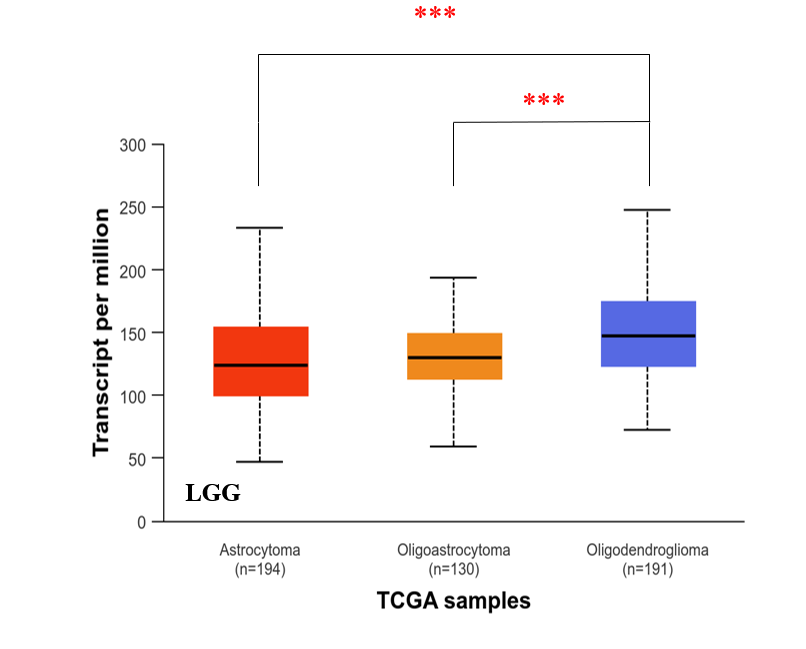 ***
***
300
250
200
150
100
50
0
Transcript per million
LGG
Astrocytoma
(n=194)
Oligoastrocytoma
(n=130)
Oligodendroglioma
(n=191)
TCGA samples